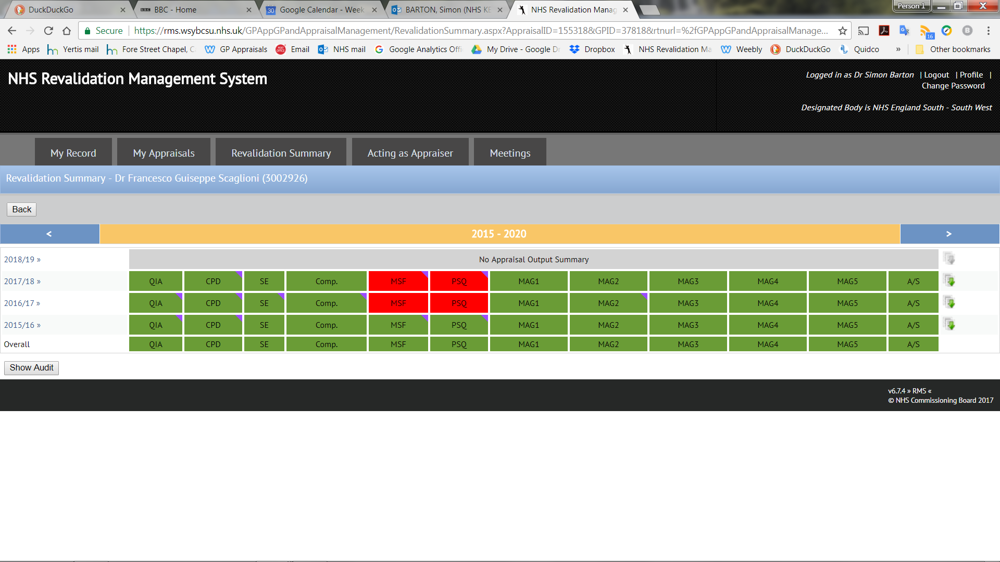 DuckDuckGo
BBC - Home
Google Calendar - Week
BARTON, Simon (NHS KE
NHS Revalidation Manag
Person 1
Secure
https://rms.wsybcsu.nhs.uk/GPAppGPandAppraisalManagement/RevalidationSummary.aspx?AppraisalID=155318&GPID=37818&rtnurl=%2fGPAppGPandAppraisalManage...
16
Apps Yertis mail Fore Street Chapel, C GP Appraisals Email NHS mail Google Analytics Offi My Drive - Google Dr Dropbox NHS Revalidation Ma Weebly DuckDuckGo Quidco » Other bookmarks
NHS Revalidation Management System
Logged in as Dr Simon Barton | Logout | Profile |
Change Password
Designated Body is NHS England South - South West
My Record My Appraisals Revalidation Summary Acting as Appraiser Meetings
Revalidation Summary - Dr Francesco Guiseppe Scaglioni (3002926)
Back
< 2015 - 2020 >
2018/19 » No Appraisal Output Summary
2017/18 » QIA CPD SE Comp. MSF PSQ MAG1 MAG2 MAG3 MAG4 MAG5 A/S
2016/17 » QIA CPD SE Comp. MSF PSQ MAG1 MAG2 MAG3 MAG4 MAG5 A/S
2015/16 » QIA CPD SE Comp. MSF PSQ MAG1 MAG2 MAG3 MAG4 MAG5 A/S
Overall QIA CPD SE Comp. MSF PSQ MAG1 MAG2 MAG3 MAG4 MAG5 A/S
Show Audit
v6.7.4 » RMS «
© NHS Commissioning Board 2017